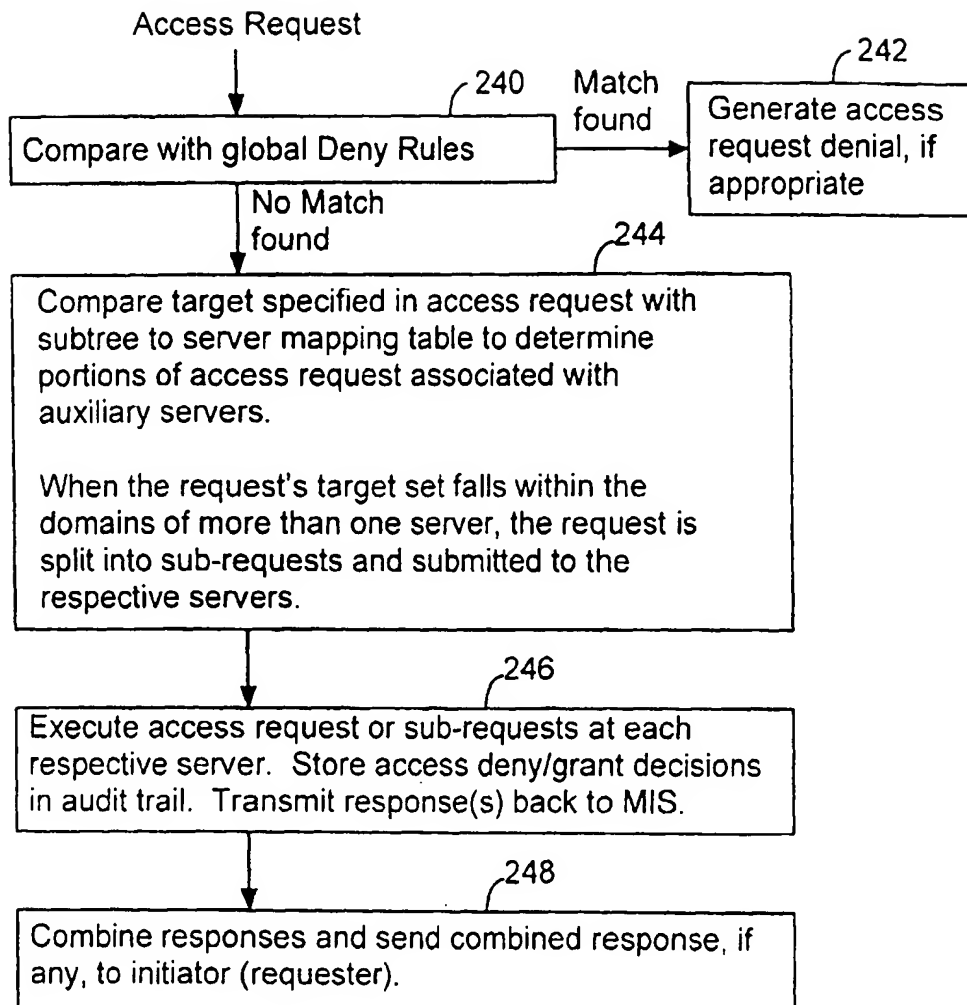 Access Request
240
Compare with global Deny Rules
Match
found
242
Generate access
request denial, if
appropriate
No Match
found
244
Compare target specified in access request with
subtree to server mapping table to determine
portions of access request associated with
auxiliary servers.
When the request's target set falls within the
domains of more than one server, the request is
split into sub-requests and submitted to the
respective servers.
246
Execute access request or sub-requests at each
respective server.  Store access deny/grant decisions
in audit trail.  Transmit response(s) back to MIS.
248
Combine responses and send combined response, if
any, to initiator (requester).